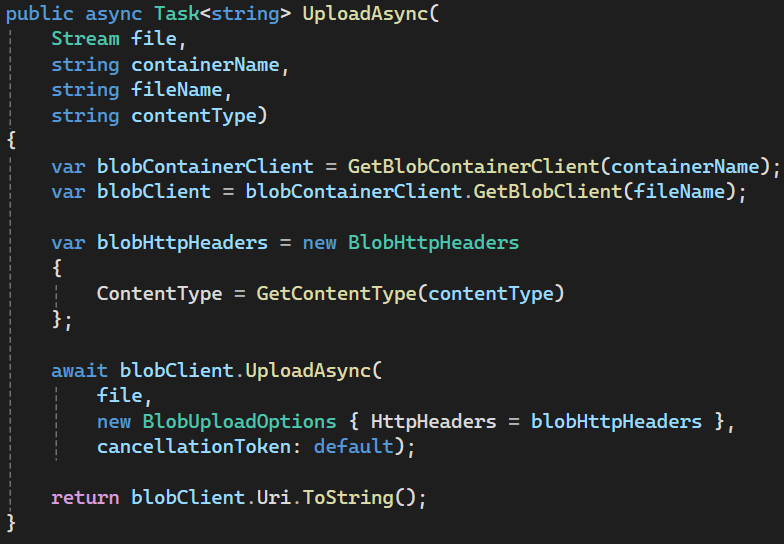 public async Task<string> UploadAsync(
    Stream file,
    string containerName,
    string fileName,
    string contentType)
{
    var blobContainerClient = GetBlobContainerClient(containerName);
    var blobClient = blobContainerClient.GetBlobClient(fileName);

    var blobHttpHeaders = new BlobHttpHeaders
    {
        ContentType = GetContentType(contentType)
    };

    await blobClient.UploadAsync(
        file,
        new BlobUploadOptions { HttpHeaders = blobHttpHeaders },
        cancellationToken: default);

    return blobClient.Uri.ToString();
}